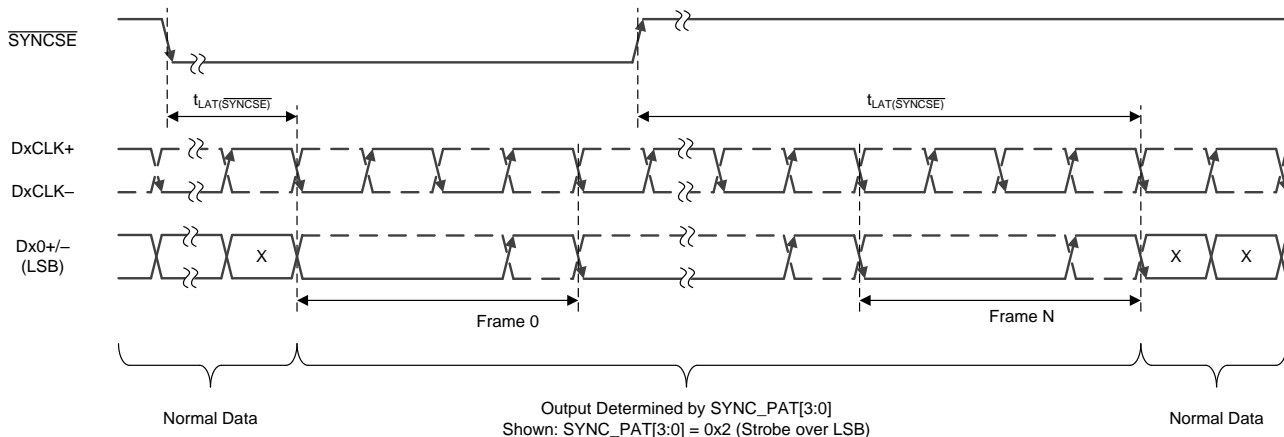 SYNCSE
tLAT(SYNCSE)
tLAT(SYNCSE)
DxCLK+
DxCLK–
Dx0+/–
(LSB)
X
X
X
Frame 0
Frame N
Normal Data
Output Determined by SYNC_PAT[3:0]
Shown: SYNC_PAT[3:0] = 0x2 (Strobe over LSB)
Normal Data